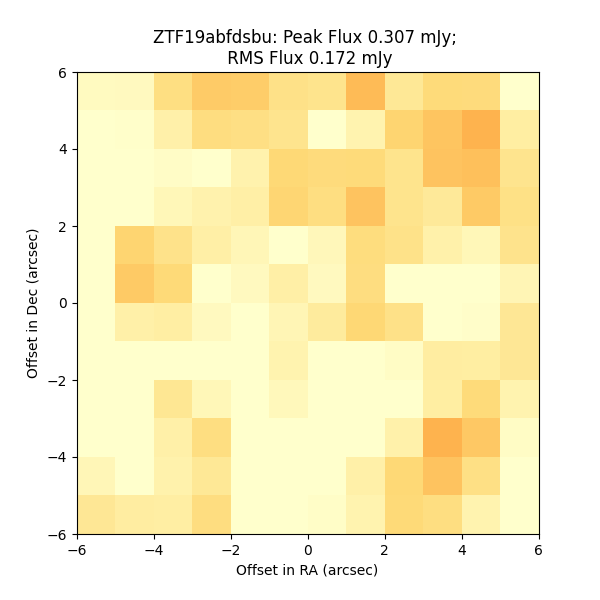 ZTF19abfdsbu: Peak Flux 0.307 mJy;
RMS Flux 0.172 mJy
6
4
2
0
−2
−4
−6
Offset in Dec (arcsec)
−6 −4 −2 0 2 4 6
Offset in RA (arcsec)